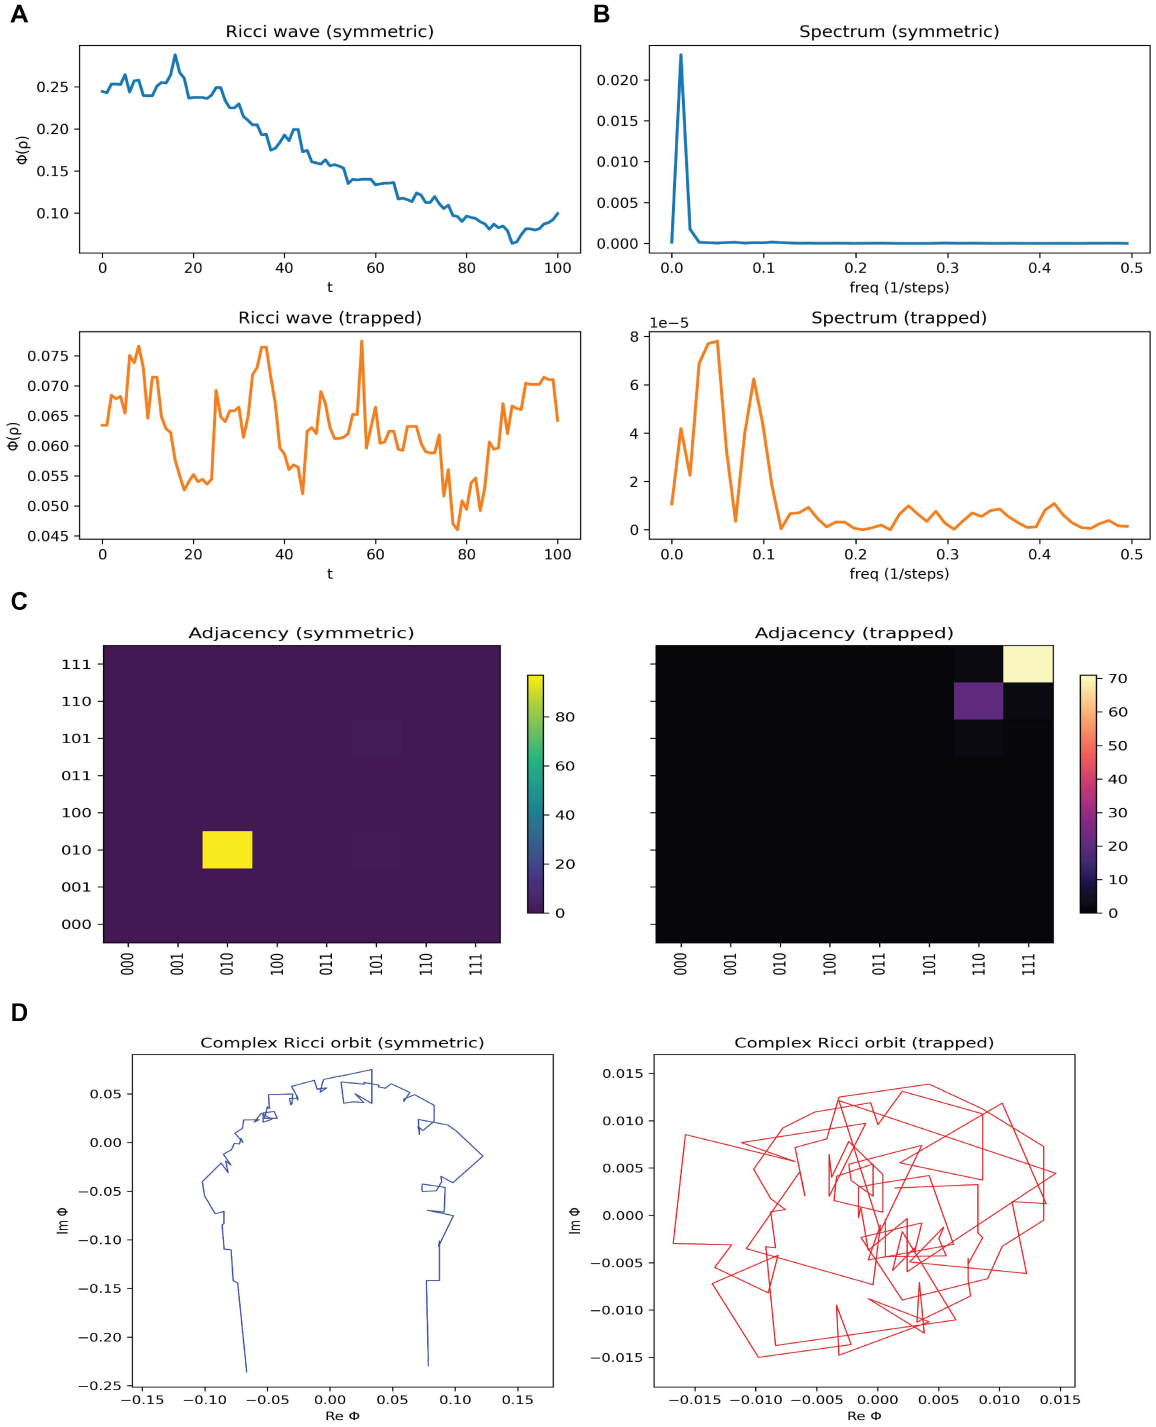 A
B
Ricci wave (symmetric)
Spectrum (symmetric)
Φ(ρ)
0.25
0.20
0.15
0.10
0 20 40 60 80 100
t
0.020
0.015
0.010
0.005
0.000
0.0 0.1 0.2 0.3 0.4 0.5
freq (1/steps)
Ricci wave (trapped)
Φ(ρ)
0.075
0.070
0.065
0.060
0.055
0.050
0.045
0 20 40 60 80 100
t
Spectrum (trapped)
1e−5
8
6
4
2
0
0.0 0.1 0.2 0.3 0.4 0.5
freq (1/steps)
C
Adjacency (symmetric)
111
110
101
011
100
010
001
000
000 001 010 100 011 101 110 111
80
60
40
20
0
Adjacency (trapped)
000 001 010 100 011 101 110 111
70
60
50
40
30
20
10
0
D
Complex Ricci orbit (symmetric)
Im Φ
0.05
0.00
−0.05
−0.10
−0.15
−0.20
−0.25
−0.15 −0.10 −0.05 0.00 0.05 0.10 0.15
Re Φ
Complex Ricci orbit (trapped)
Im Φ
0.015
0.010
0.005
0.000
−0.005
−0.010
−0.015
−0.015 −0.010 −0.005 0.000 0.005 0.010 0.015
Re Φ